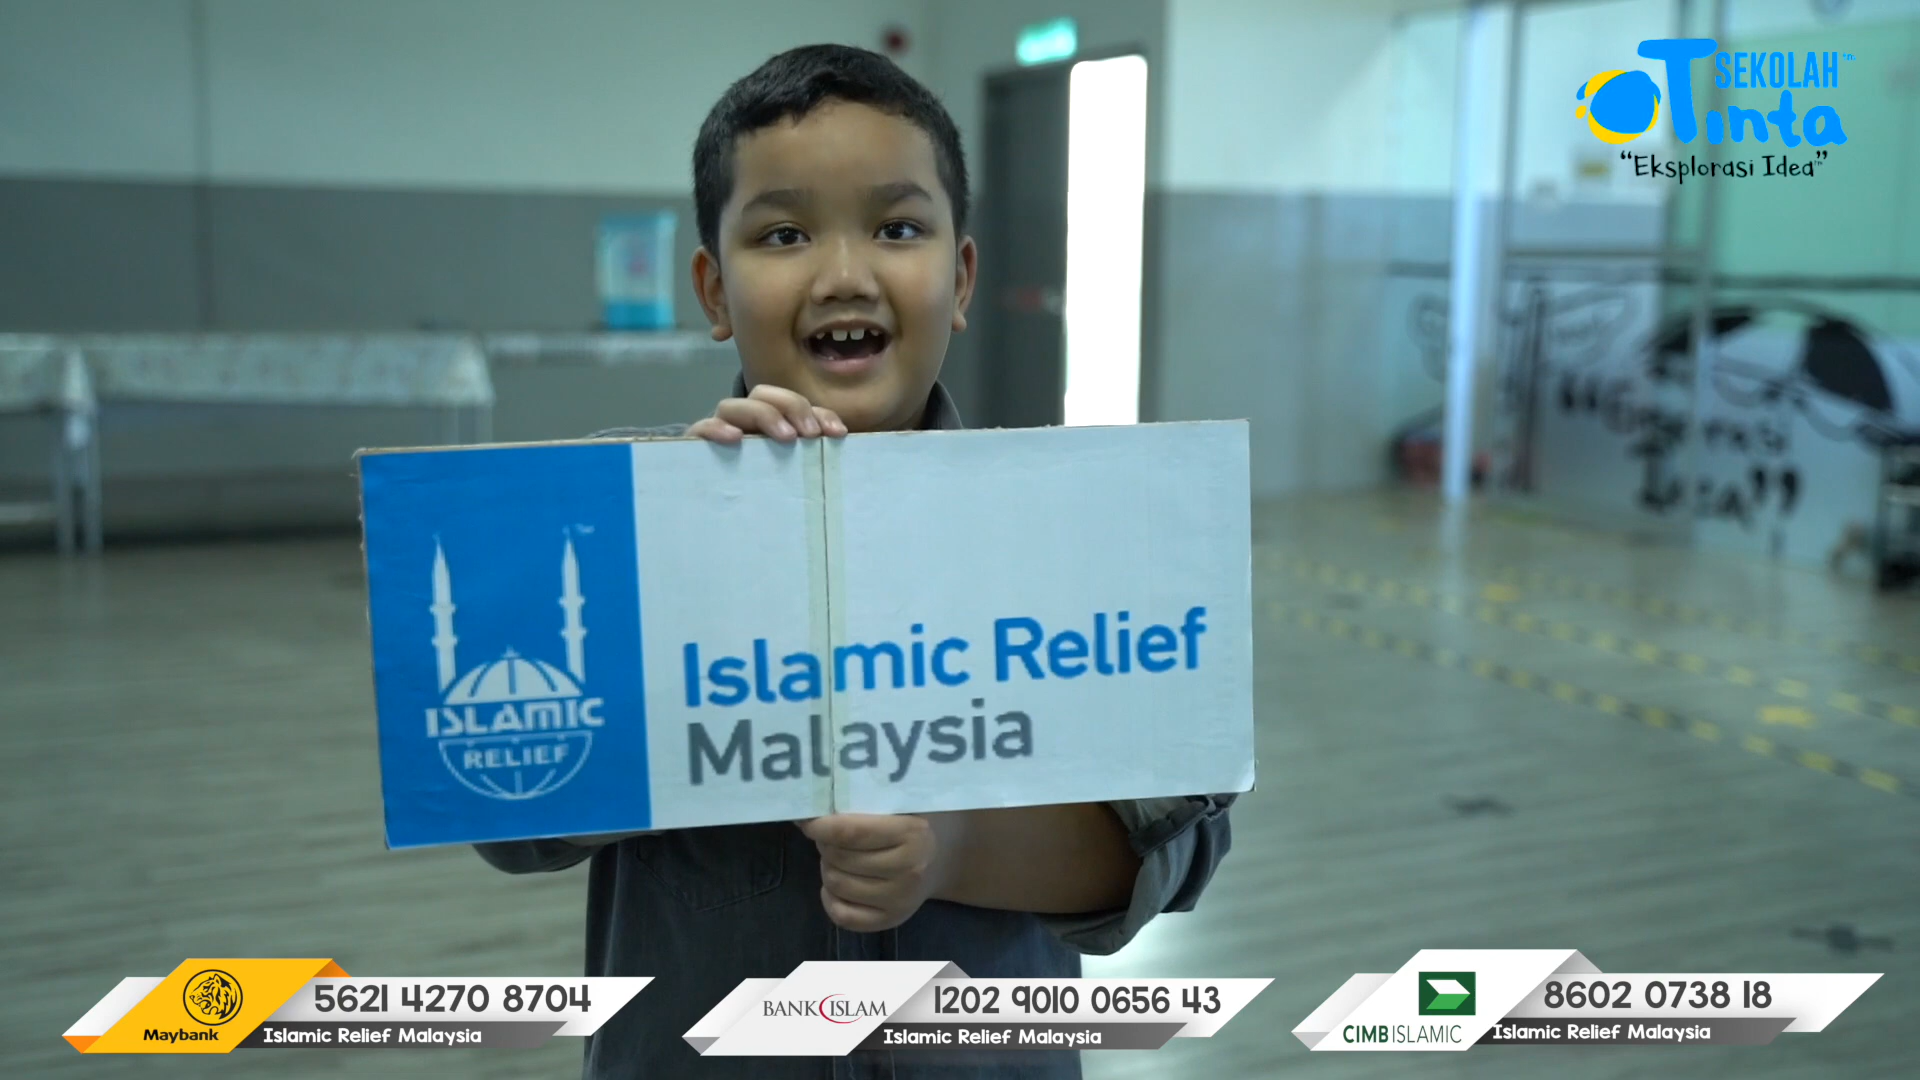 SEKOLAH
Tinta
“Eksplorasi Idea”
ISLAMIC
RELIEF
Islamic Relief
Malaysia
Maybank
5621 4270 8704
Islamic Relief Malaysia
BANK ISLAM
1202 9010 0656 43
Islamic Relief Malaysia
CIMB ISLAMIC
8602 0738 18
Islamic Relief Malaysia